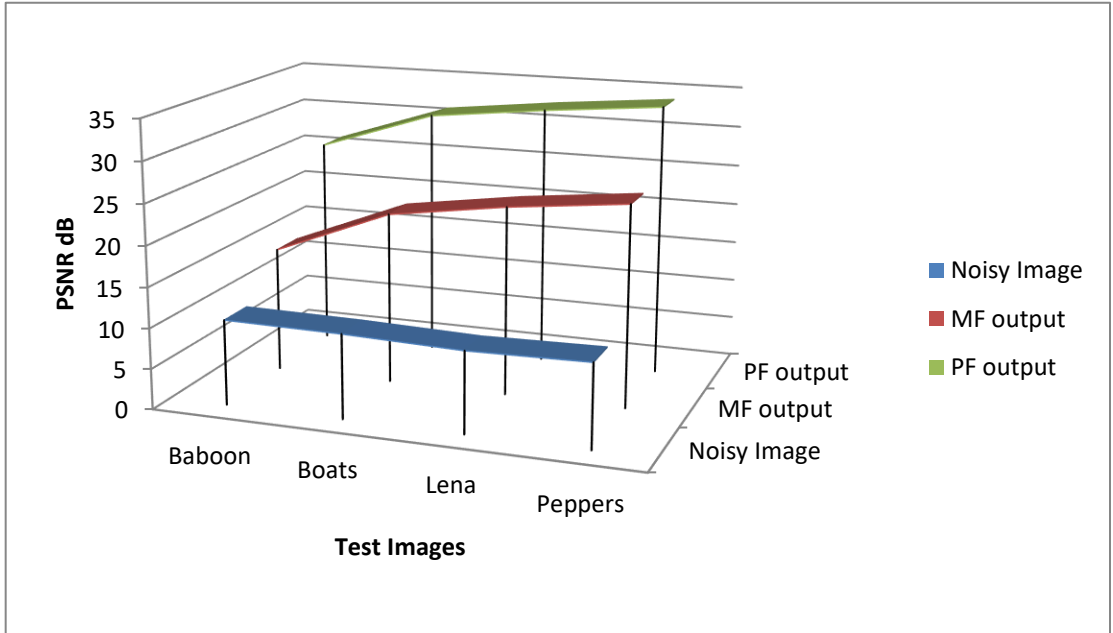 35
30
25
20
15
10
5
0
PSNR dB
Baboon
Boats
Lena
Peppers
Test Images
PF output
MF output
Noisy Image
Noisy Image
MF output
PF output